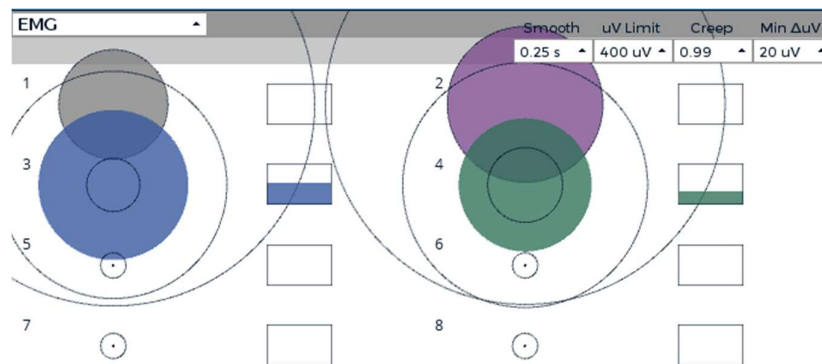 EMG
Smooth uV Limit Creep Min ΔuV
0.25 s 400 uV 0.99 20 uV
1 2
3 4
5 6
7 8